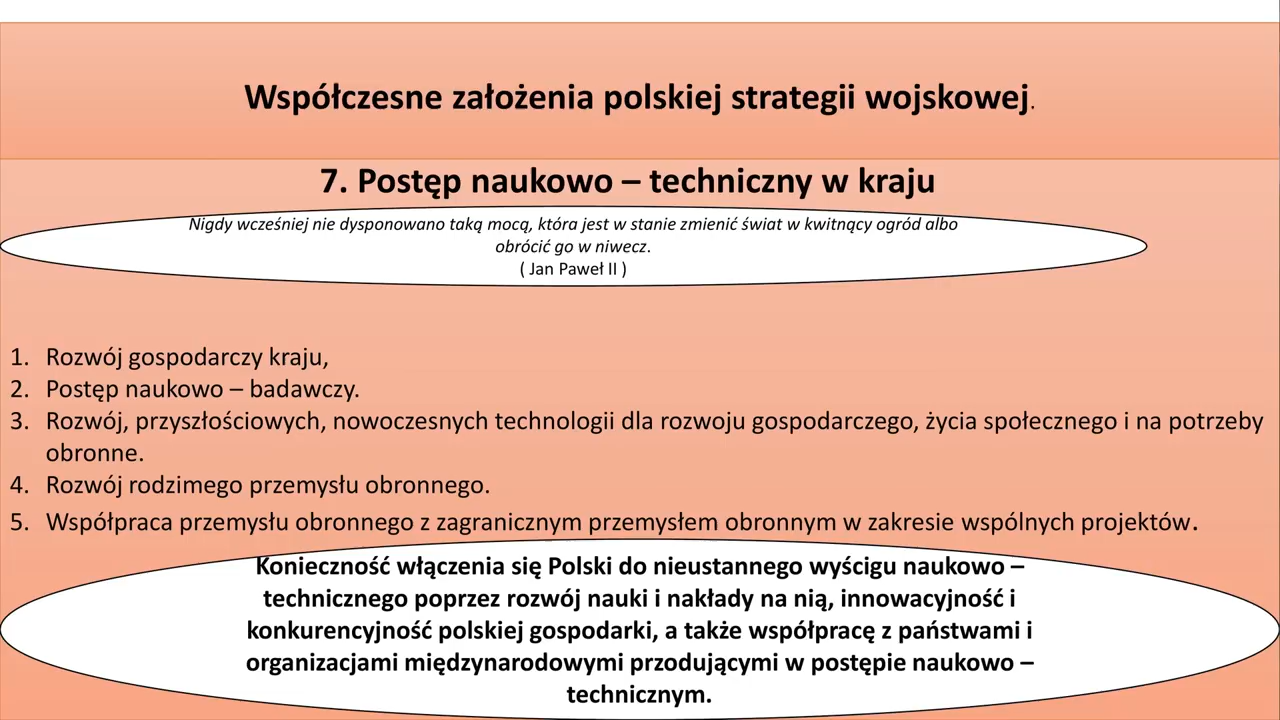 Współczesne założenia polskiej strategii wojskowej.
7. Postęp naukowo – techniczny w kraju
Nigdy wcześniej nie dysponowano taką mocą, która jest w stanie zmienić świat w kwitnący ogród albo
obrócić go w niwecz.
( Jan Paweł II )
1. Rozwój gospodarczy kraju,
2. Postęp naukowo – badawczy.
3. Rozwój, przyszłościowych, nowoczesnych technologii dla rozwoju gospodarczego, życia społecznego i na potrzeby
obronne.
4. Rozwój rodzimego przemysłu obronnego.
5. Współpraca przemysłu obronnego z zagranicznym przemysłem obronnym w zakresie wspólnych projektów.
Konieczność włączenia się Polski do nieustannego wyścigu naukowo –
technicznego poprzez rozwój nauki i nakłady na nią, innowacyjność i
konkurencyjność polskiej gospodarki, a także współpracę z państwami i
organizacjami międzynarodowymi przodującymi w postępie naukowo –
technicznym.